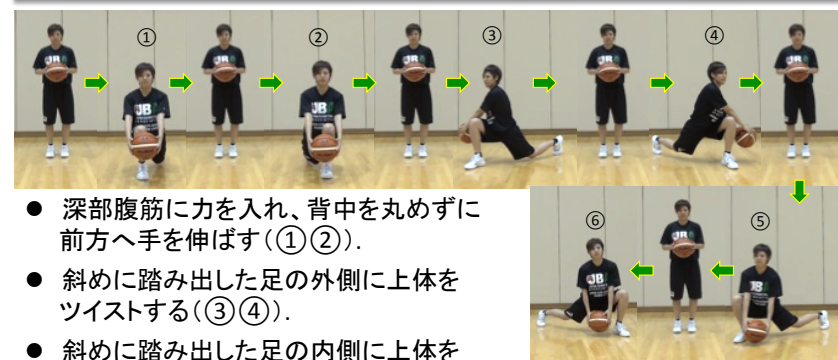 ①
②
③
④
⑤
⑥
● 深部腹筋に力を入れ、背中を丸めずに
前方へ手を伸ばす(①②).
● 斜めに踏み出した足の外側に上体を
ツイストする(③④).
● 斜めに踏み出した足の内側に上体を